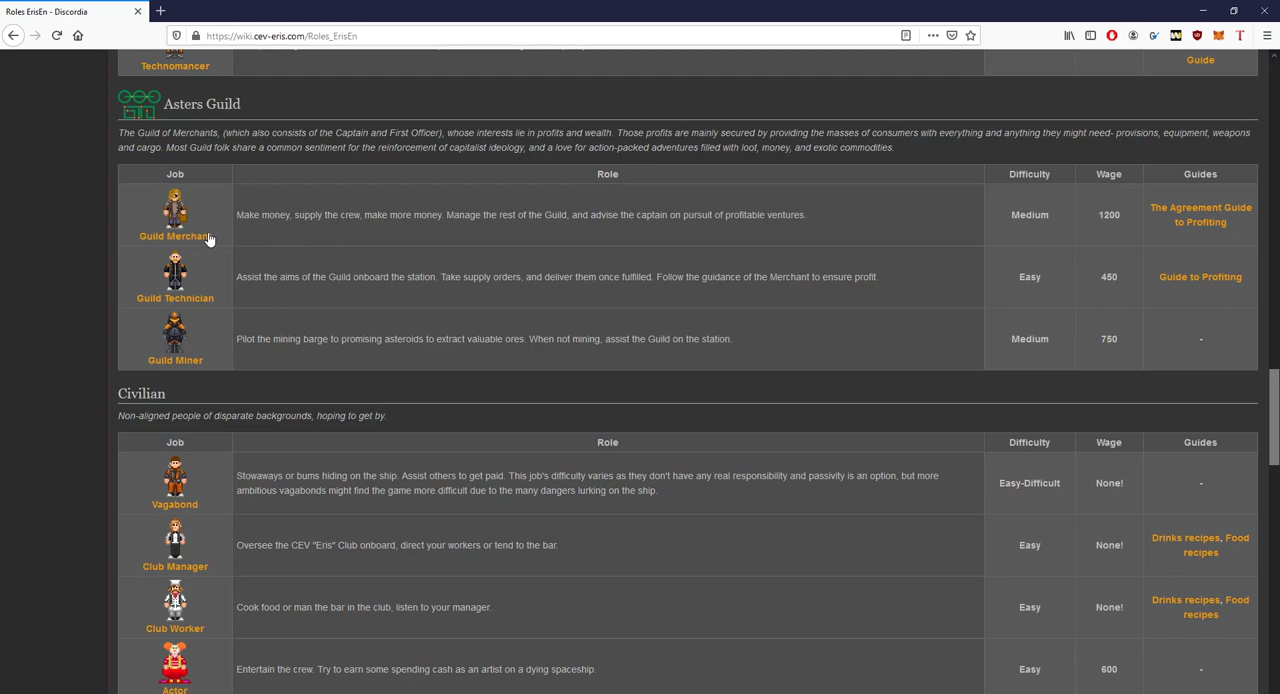 Roles ErisEn - Discordia
https://wiki.cev-eris.com/Roles_ErisEn
Technomancer
Guide
Asters Guild
The Guild of Merchants, (which also consists of the Captain and First Officer), whose interests lie in profits and wealth. Those profits are mainly secured by providing the masses of consumers with everything and anything they might need- provisions, equipment, weapons
and cargo. Most Guild folk share a common sentiment for the reinforcement of capitalist ideology, and a love for action-packed adventures filled with loot, money, and exotic commodities.
Job Role Difficulty Wage Guides
Guild Merchant
Make money, supply the crew, make more money. Manage the rest of the Guild, and advise the captain on pursuit of profitable ventures.
Medium 1200
The Agreement Guide
to Profiting
Guild Technician
Assist the aims of the Guild onboard the station. Take supply orders, and deliver them once fulfilled. Follow the guidance of the Merchant to ensure profit.
Easy 450 Guide to Profiting
Guild Miner
Pilot the mining barge to promising asteroids to extract valuable ores. When not mining, assist the Guild on the station.
Medium 750 -
Civilian
Non-aligned people of disparate backgrounds, hoping to get by.
Job Role Difficulty Wage Guides
Vagabond
Stowaways or bums hiding on the ship. Assist others to get paid. This job's difficulty varies as they don't have any real responsibility and passivity is an option, but more
ambitious vagabonds might find the game more difficult due to the many dangers lurking on the ship.
Easy-Difficult None! -
Club Manager
Oversee the CEV "Eris" Club onboard, direct your workers or tend to the bar.
Easy None!
Drinks recipes, Food
recipes
Club Worker
Cook food or man the bar in the club, listen to your manager.
Easy None!
Drinks recipes, Food
recipes
Actor
Entertain the crew. Try to earn some spending cash as an artist on a dying spaceship.
Easy 600 -